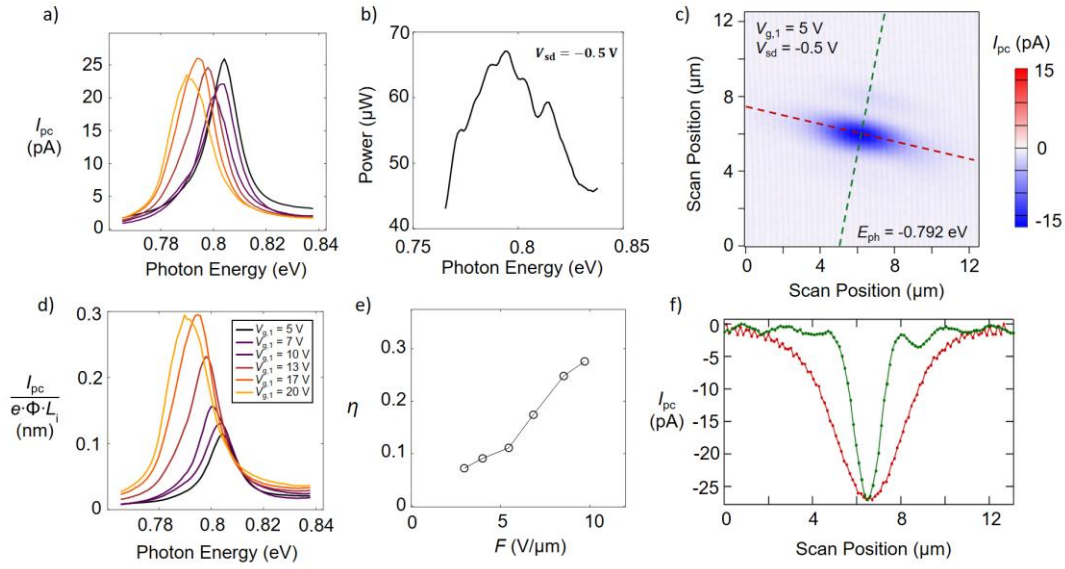 a)
I_pc
(pA)
25
20
15
10
5
0
0.78
0.8
0.82
0.84
Photon Energy (eV)
b)
Power (µW)
70
60
50
40
V_sd = −0.5 V
0.75
0.8
0.85
Photon Energy (eV)
c)
V_g,1 = 5 V
V_sd = -0.5 V
Scan Position (µm)
12
8
4
0
0
4
8
12
E_ph = -0.792 eV
Scan Position (µm)
I_pc (pA)
15
0
-15
d)
I_pc
e·Φ·L_i
(nm)
0.3
0.2
0.1
0
V_g,1 = 5 V
V_g,1 = 7 V
V_g,1 = 10 V
V_g,1 = 13 V
V_g,1 = 17 V
V_g,1 = 20 V
0.78
0.8
0.82
0.84
Photon Energy (eV)
e)
η
0.3
0.2
0.1
0
0
5
10
F (V/µm)
f)
I_pc
(pA)
0
-5
-10
-15
-20
-25
0
4
8
12
Scan Position (µm)